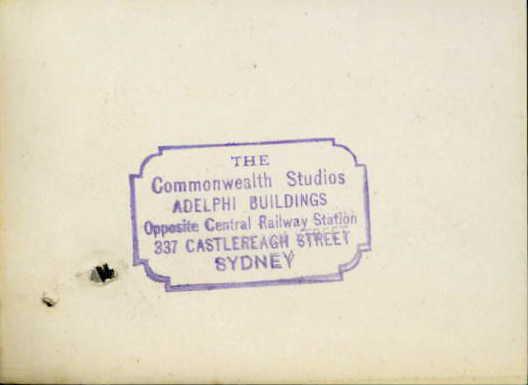 THE
Commonwealth Studios
ADELPHI BUILDINGS
Opposite Central Railway Station
337 CASTLEREAGH STREET
SYDNEY